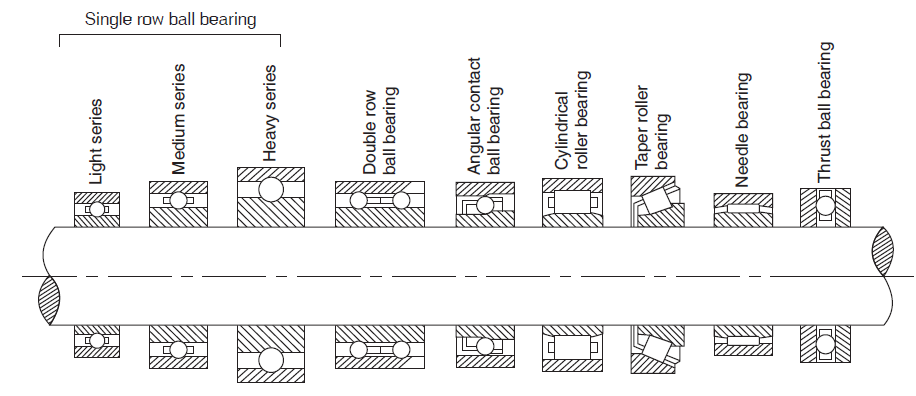 Single row ball bearing
Light series
Medium series
Heavy series
Double row
ball bearing
Angular contact
ball bearing
Cylindrical
roller bearing
Taper roller
bearing
Needle bearing
Thrust ball bearing